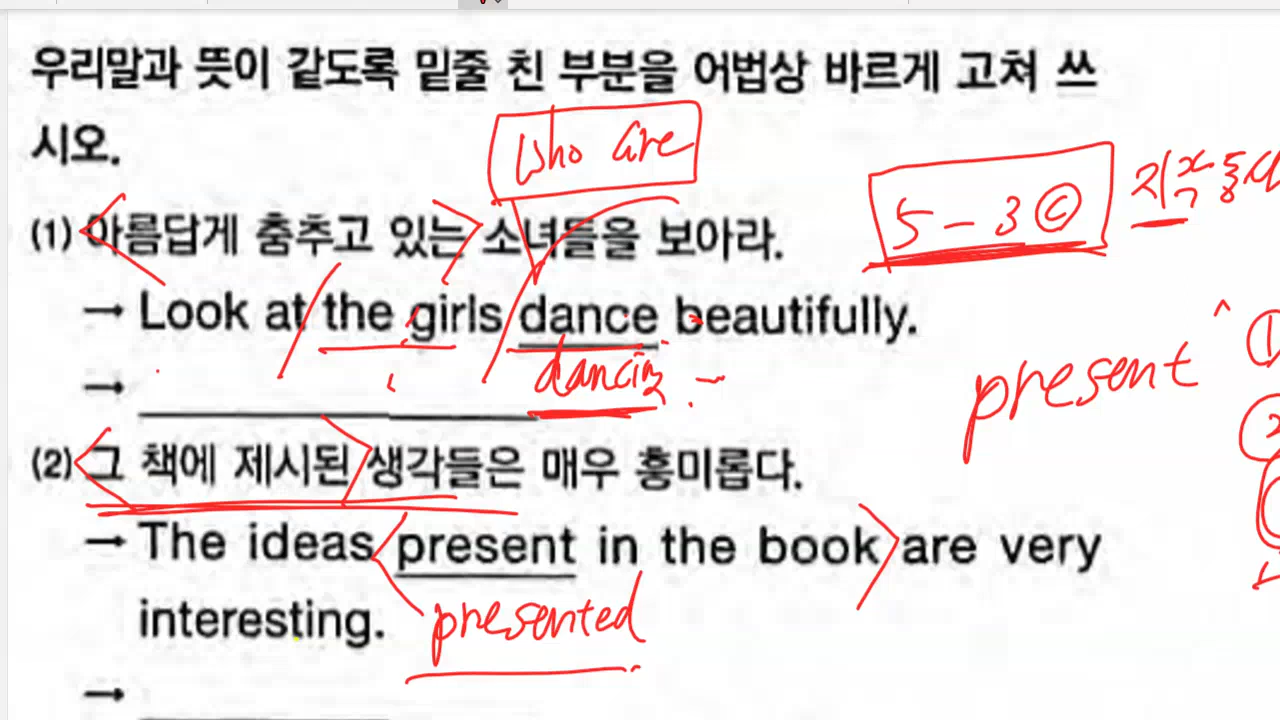 우리말과 뜻이 같도록 밑줄 친 부분을 어법상 바르게 고쳐 쓰
시오.
who are
5-3ⓒ
(1) 아름답게 춤추고 있는 소녀들을 보아라.
→ Look at the girls dance beautifully.
→ dancing
present
①
②
(2) 그 책에 제시된 생각들은 매우 흥미롭다.
→ The ideas present in the book are very
interesting.
presented
→